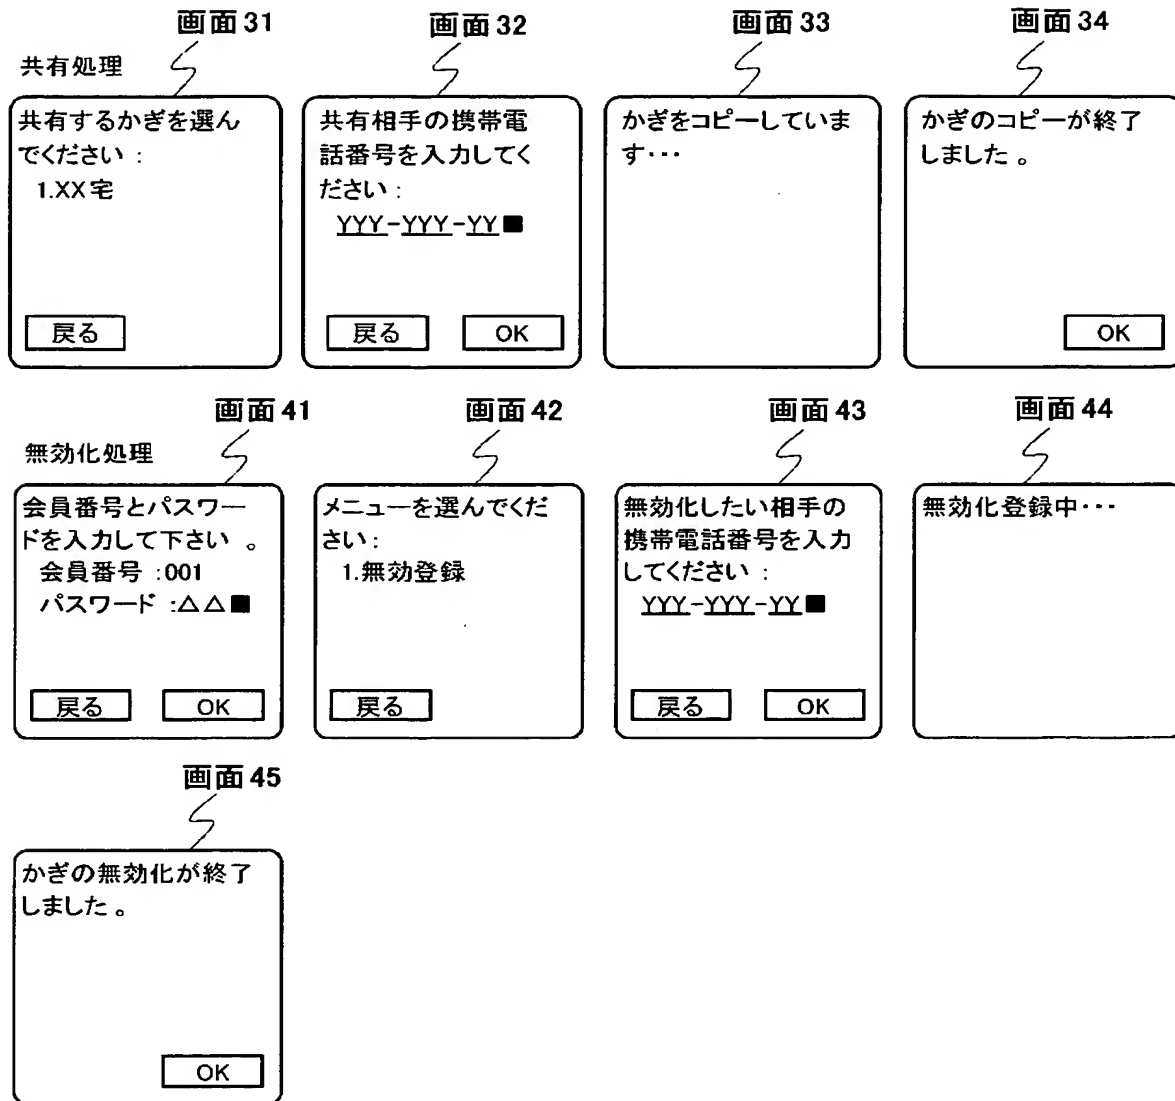 画面31
画面32
画面33
画面34
共有処理
共有するかぎを選ん
でください：
1.XX宅
戻る
共有相手の携帯電
話番号を入力してく
ださい：
YYY-YYY-YY■
戻る OK
かぎをコピーしていま
す･･･
かぎのコピーが終了
しました。
OK
画面41
画面42
画面43
画面44
無効化処理
会員番号とパスワー
ドを入力して下さい 。
会員番号 :001
パスワード :△△■
戻る OK
メニューを選んでくだ
さい：
1.無効登録
戻る
無効化したい相手の
携帯電話番号を入力
してください：
YYY-YYY-YY■
戻る OK
無効化登録中･･･
画面45
かぎの無効化が終了
しました。
OK